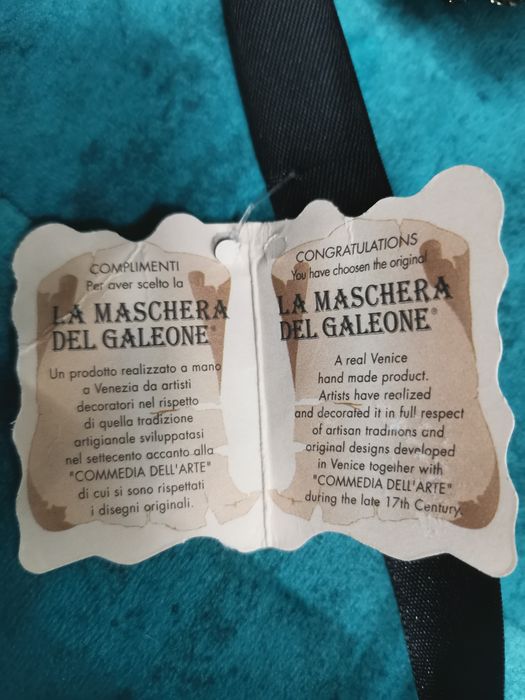 COMPLIMENTI
Per aver scelto la
LA MASCHERA
DEL GALEONE®
Un prodotto realizzato a mano
a Venezia da artisti
decoratori nel rispetto
di quella tradizione
artigianale sviluppatasi
nel settecento accanto alla
"COMMEDIA DELL'ARTE"
di cui si sono rispettati
i disegni originali.
CONGRATULATIONS
You have choosen the original
LA MASCHERA
DEL GALEONE®
A real Venice
hand made product.
Artists have realized
and decorated it in full respect
of artisan traditions and
original designs developed
in Venice together with
"COMMEDIA DELL'ARTE"
during the late 17th Century.